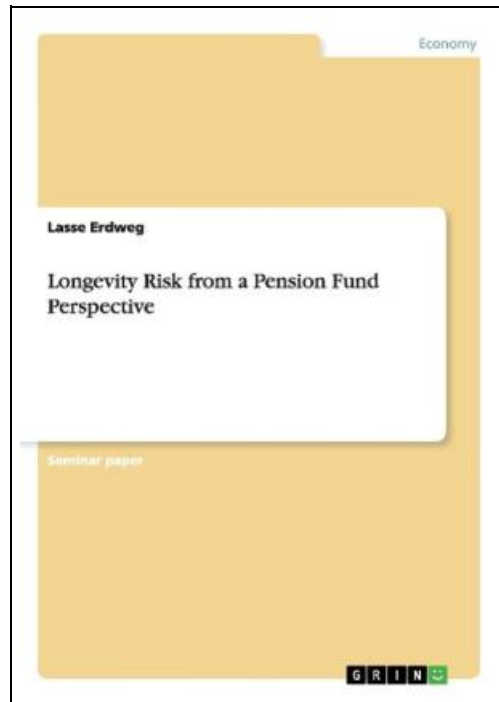 Economy
Lasse Erdweg
Longevity Risk from a Pension Fund
Perspective
Seminar paper
GRIN